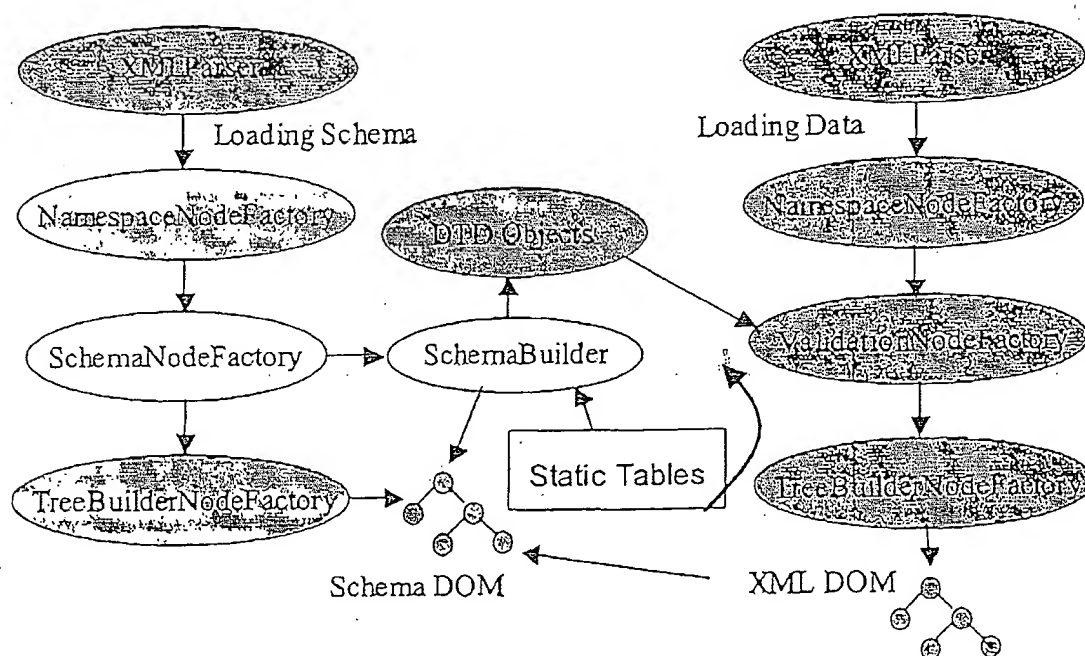 XMLParser
Loading Schema
NamespaceNodeFactory
SchemaNodeFactory
TreeBuilderNodeFactory
DTD Objects
SchemaBuilder
Static Tables
Schema DOM
XMLParser
Loading Data
NamespaceNodeFactory
ValidationNodeFactory
TreeBuilderNodeFactory
XML DOM